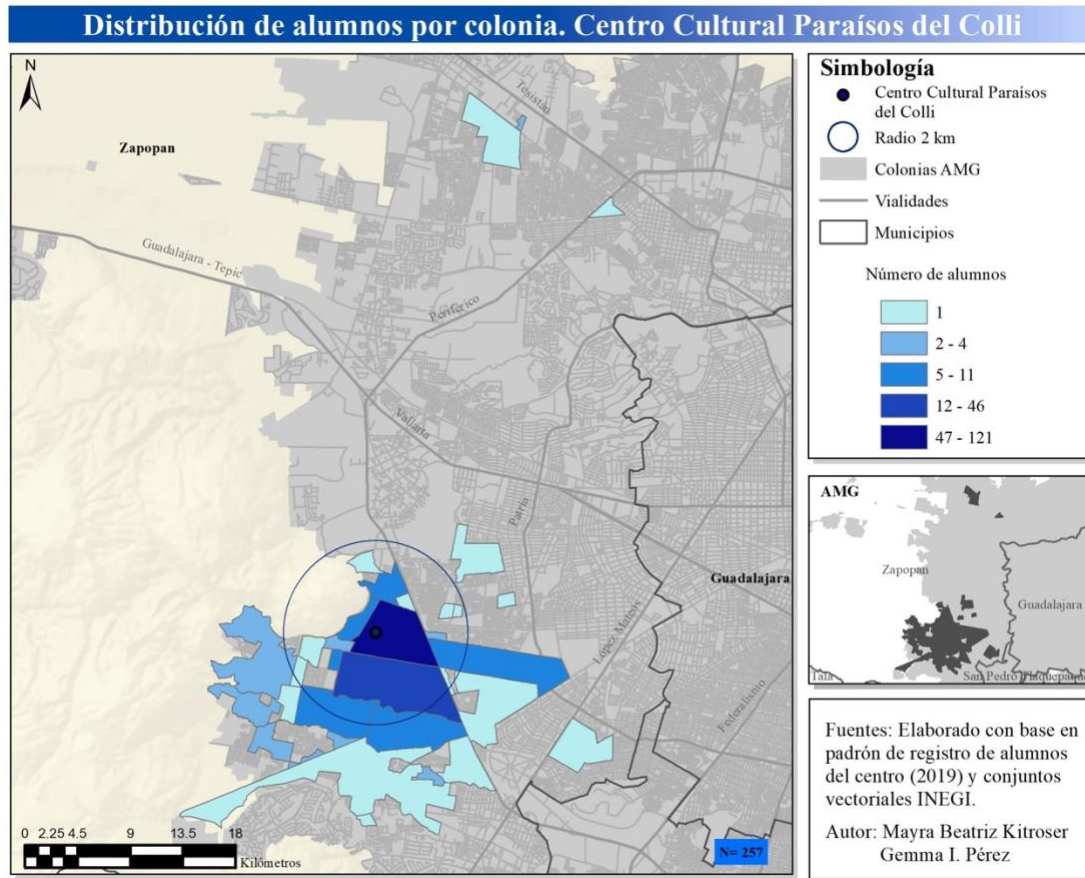 Distribución de alumnos por colonia. Centro Cultural Paraísos del Colli
N
Zapopan
Tesistán
Guadalajara - Tepic
Periférico
Vallarta
Patria
Guadalajara
López Mateos
Federalismo
0 2.25 4.5 9 13.5 18
Kilómetros
N= 257
Simbología
Centro Cultural Paraísos
del Colli
Radio 2 km
Colonias AMG
Vialidades
Municipios
Número de alumnos
1
2 - 4
5 - 11
12 - 46
47 - 121
AMG
Zapopan
Guadalajara
Tala
San Pedro Tlaquepaque
Fuentes: Elaborado con base en
padrón de registro de alumnos
del centro (2019) y conjuntos
vectoriales INEGI.
Autor: Mayra Beatriz Kitroser
Gemma I. Pérez